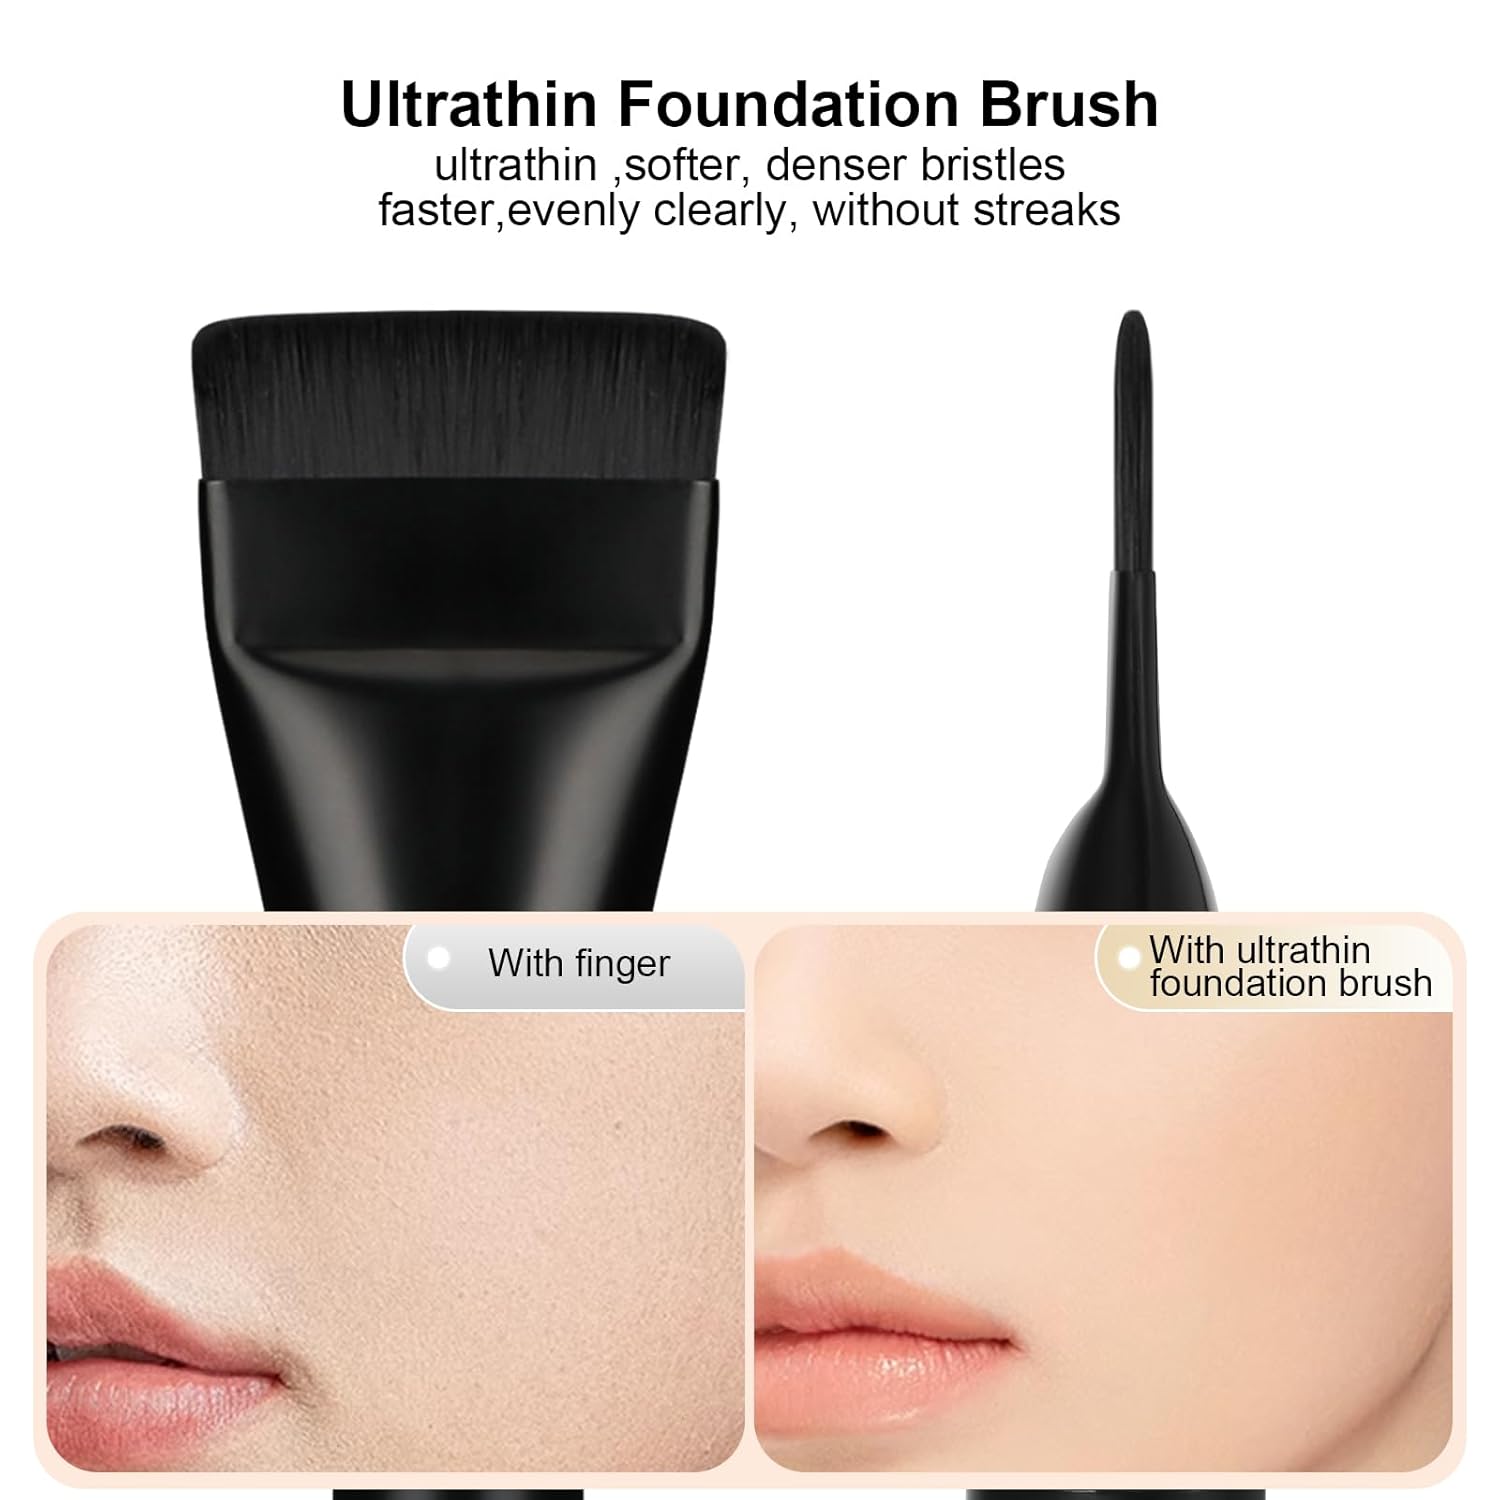 Ultrathin Foundation Brush
ultrathin ,softer, denser bristles
faster,evenly clearly, without streaks
With finger
With ultrathin
foundation brush